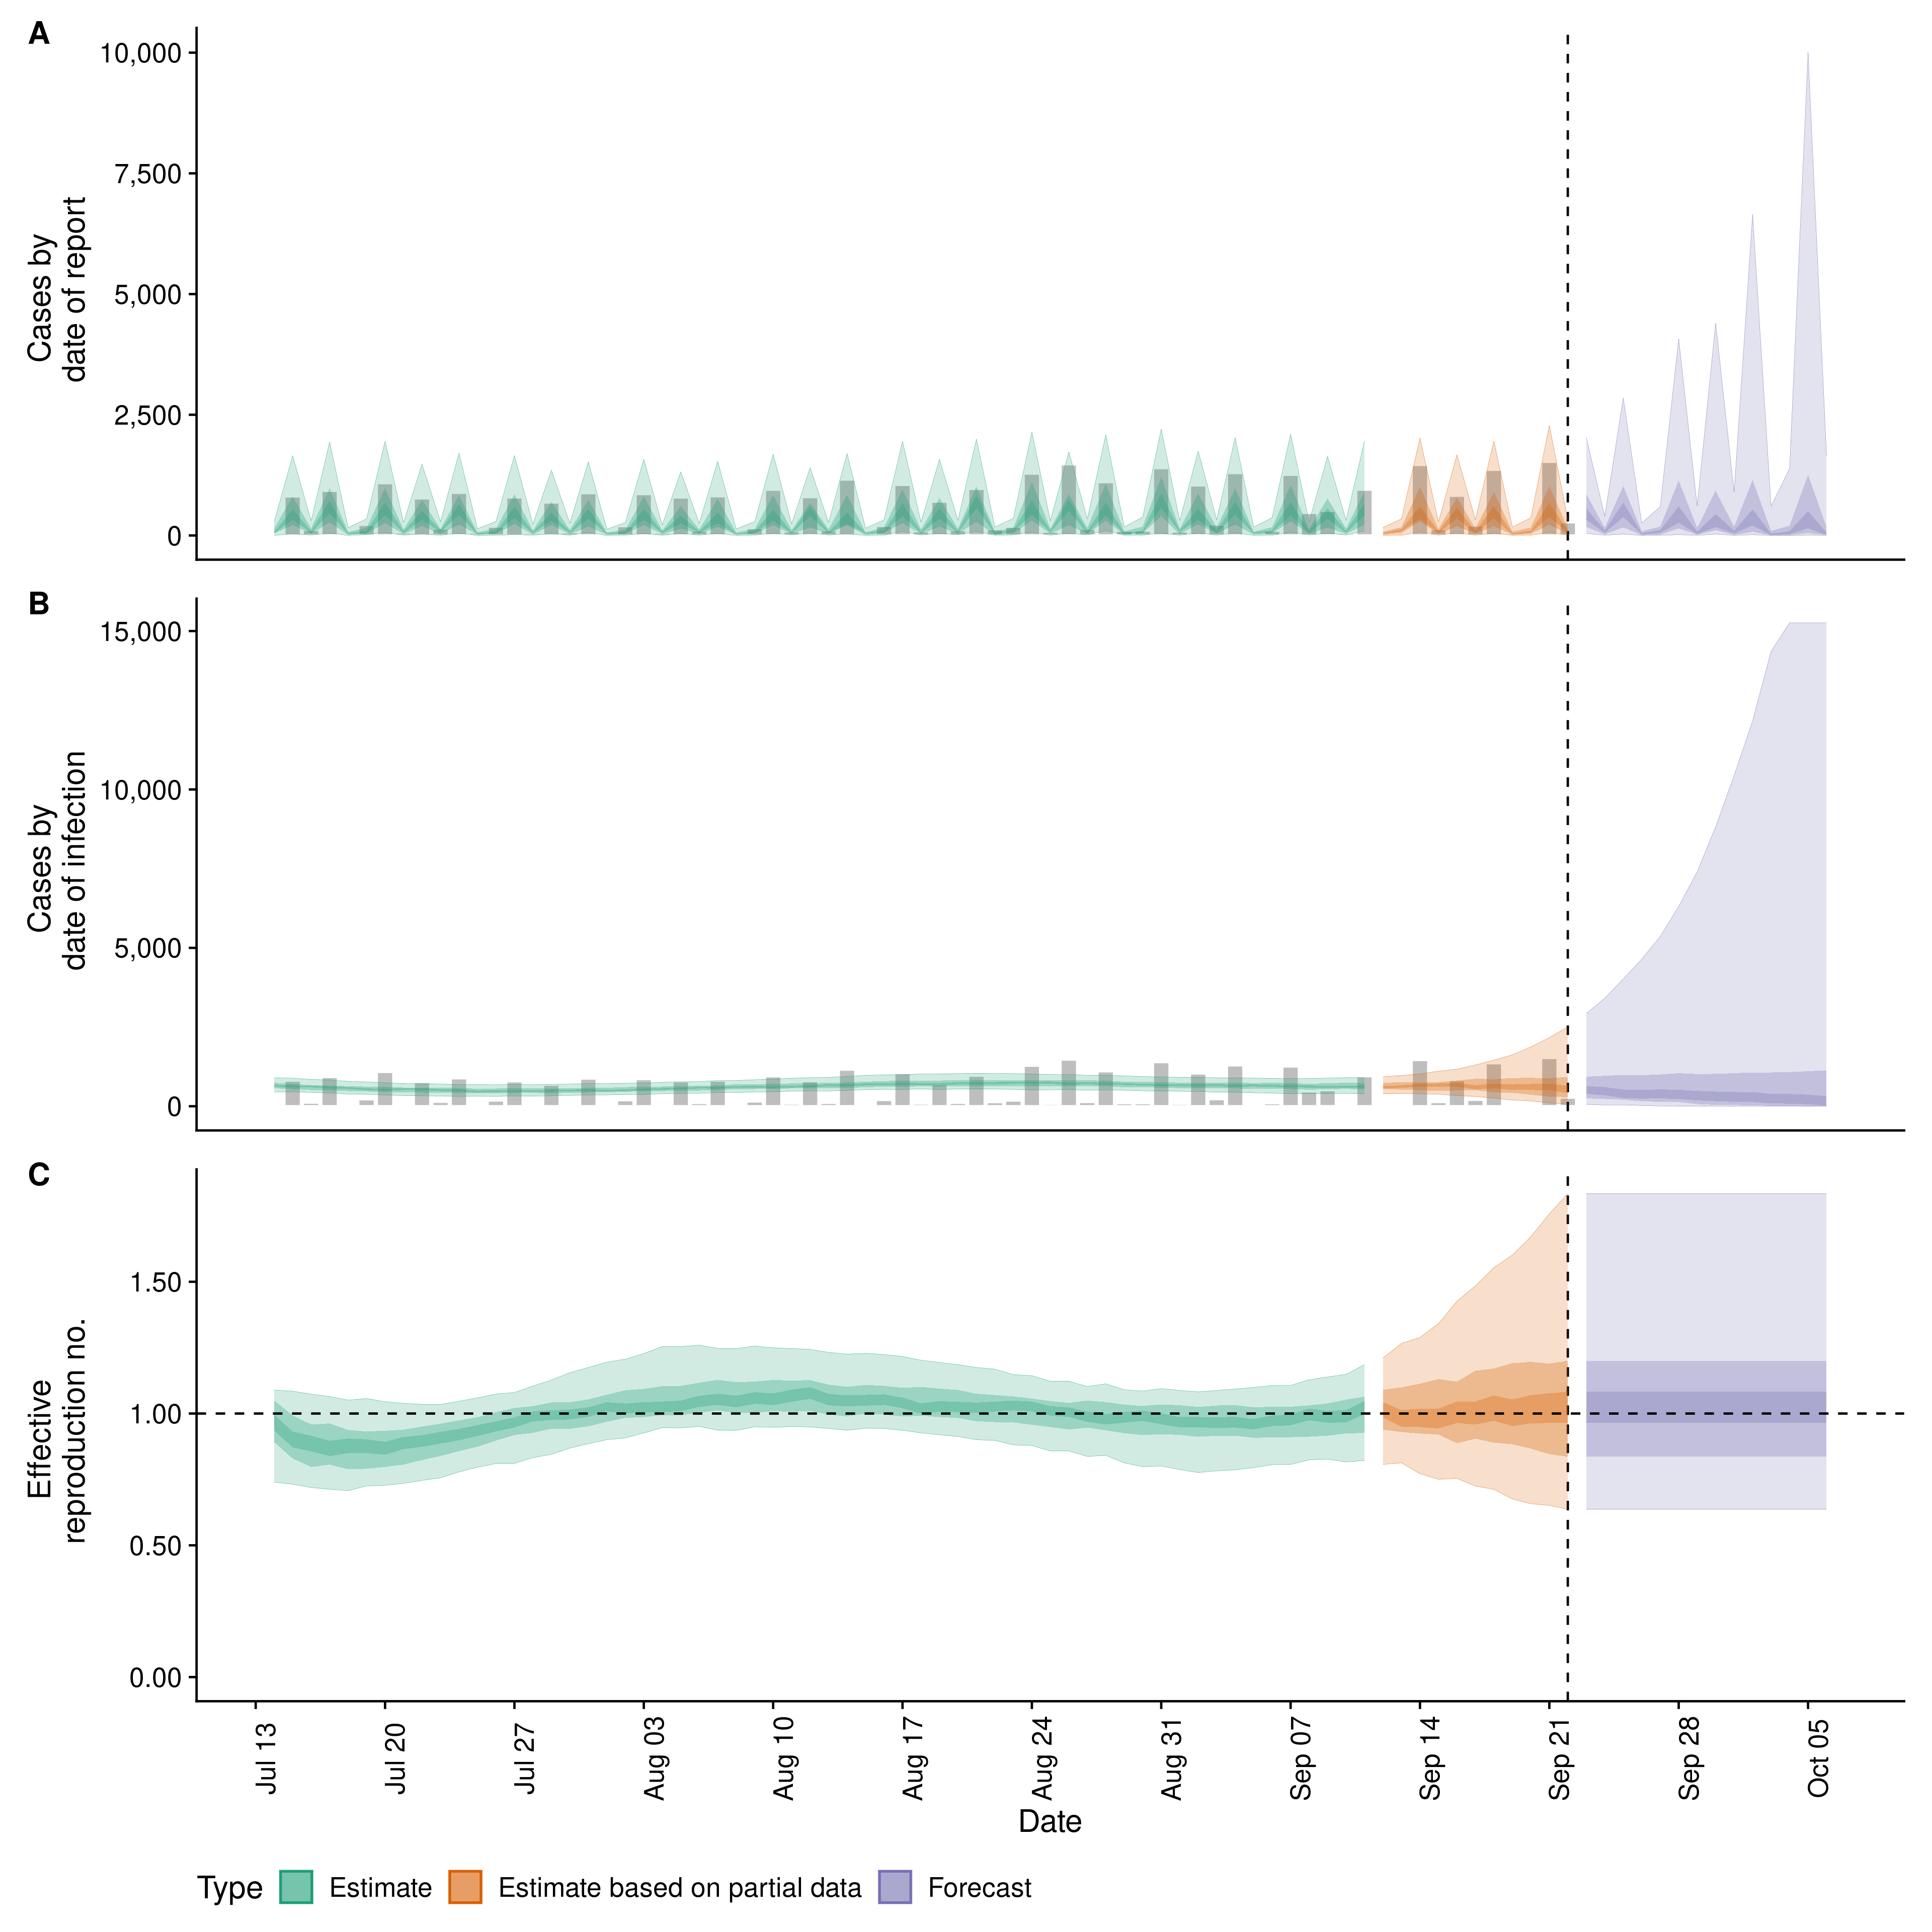 A
10,000
7,500
5,000
2,500
0
Cases by
date of report
B
15,000
10,000
5,000
0
Cases by
date of infection
C
1.50
1.00
0.50
0.00
Effective
reproduction no.
Jul 13
Jul 20
Jul 27
Aug 03
Aug 10
Aug 17
Aug 24
Aug 31
Sep 07
Sep 14
Sep 21
Sep 28
Oct 05
Date
Type Estimate Estimate based on partial data Forecast